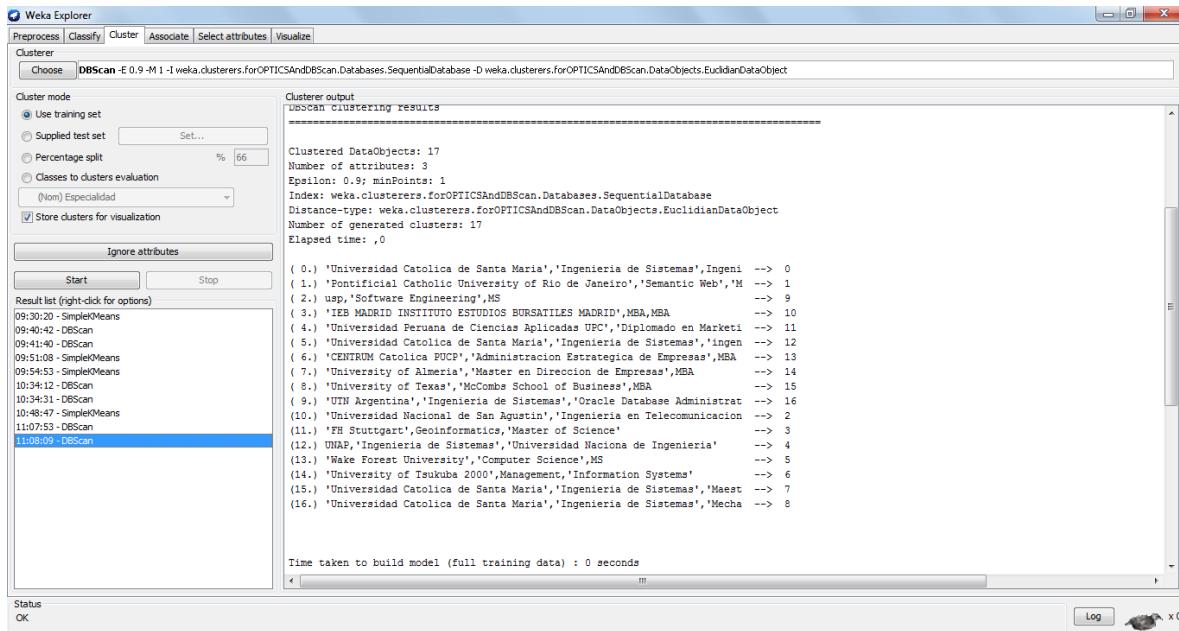 Weka Explorer
Preprocess Classify Cluster Associate Select attributes Visualize
Clusterer
Choose DBScan -E 0.9 -M 1 -I weka.clusterers.forOPTICSAndDBScan.Databases.SequentialDatabase -D weka.clusterers.forOPTICSAndDBScan.DataObjects.EuclidianDataObject
Cluster mode
Use training set
Supplied test set Set...
Percentage split % 66
Classes to clusters evaluation
(Nom) Especialidad
Store clusters for visualization
Ignore attributes
Start Stop
Result list (right-click for options)
09:30:20 - SimpleKMeans
09:40:42 - DBScan
09:41:40 - DBScan
09:51:08 - SimpleKMeans
09:54:53 - SimpleKMeans
10:34:12 - DBScan
10:34:31 - DBScan
10:48:47 - SimpleKMeans
11:07:53 - DBScan
11:08:09 - DBScan
Clusterer output
DBScan clustering results
========================================================================================
Clustered DataObjects: 17
Number of attributes: 3
Epsilon: 0.9; minPoints: 1
Index: weka.clusterers.forOPTICSAndDBScan.Databases.SequentialDatabase
Distance-type: weka.clusterers.forOPTICSAndDBScan.DataObjects.EuclidianDataObject
Number of generated clusters: 17
Elapsed time: ,0
( 0.) 'Universidad Catolica de Santa Maria','Ingenieria de Sistemas',Ingeni --> 0
( 1.) 'Pontificial Catholic University of Rio de Janeiro','Semantic Web','M --> 1
( 2.) usp,'Software Engineering',MS --> 9
( 3.) 'IEB MADRID INSTITUTO ESTUDIOS BURSATILES MADRID',MBA,MBA --> 10
( 4.) 'Universidad Peruana de Ciencias Aplicadas UPC','Diplomado en Marketi --> 11
( 5.) 'Universidad Catolica de Santa Maria','Ingenieria de Sistemas','ingen --> 12
( 6.) 'CENTRUM Catolica PUCP','Administracion Estrategica de Empresas',MBA --> 13
( 7.) 'University of Almeria','Master en Direccion de Empresas',MBA --> 14
( 8.) 'University of Texas','McCombs School of Business',MBA --> 15
( 9.) 'UTN Argentina','Ingenieria de Sistemas','Oracle Database Administrat --> 16
(10.) 'Universidad Nacional de San Agustin','Ingenieria en Telecomunicacion --> 2
(11.) 'FH Stuttgart',Geoinformatics,'Master of Science' --> 3
(12.) UNAP,'Ingenieria de Sistemas','Universidad Naciona de Ingenieria' --> 4
(13.) 'Wake Forest University','Computer Science',MS --> 5
(14.) 'University of Tsukuba 2000',Management,'Information Systems' --> 6
(15.) 'Universidad Catolica de Santa Maria','Ingenieria de Sistemas','Maest --> 7
(16.) 'Universidad Catolica de Santa Maria','Ingenieria de Sistemas','Mecha --> 8
Time taken to build model (full training data) : 0 seconds
Status
OK
Log x 0